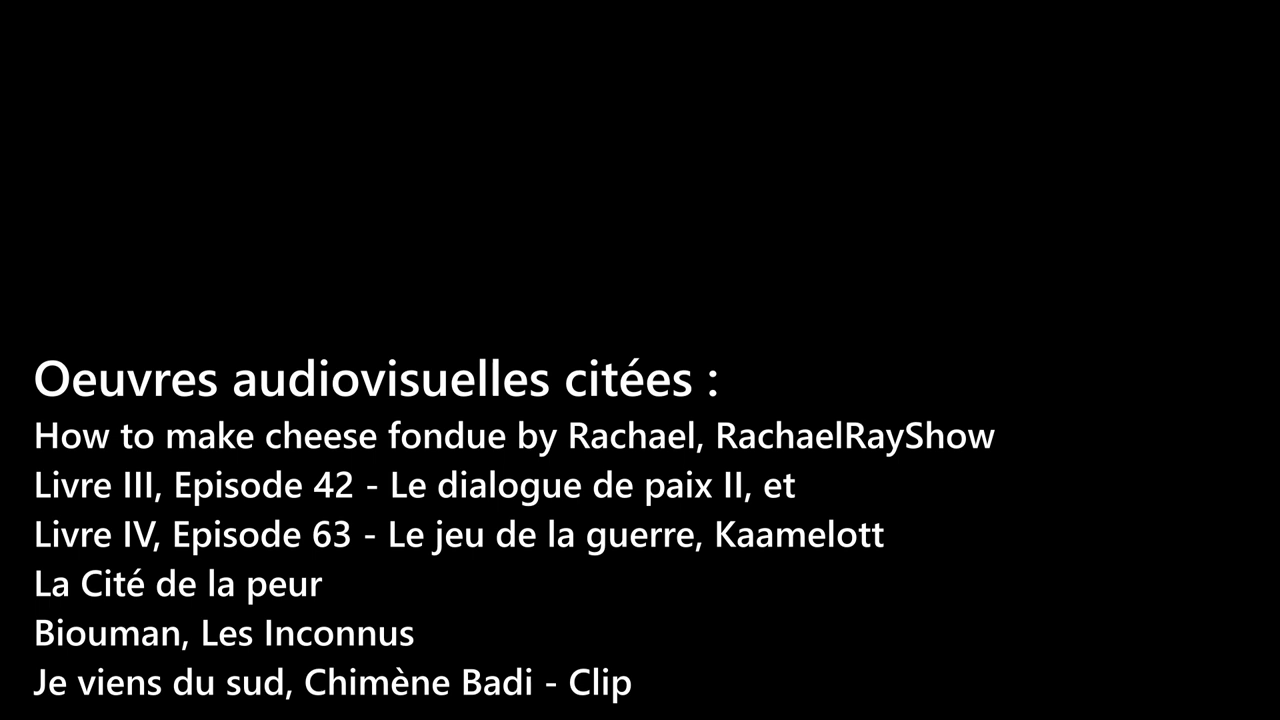 Oeuvres audiovisuelles citées :
How to make cheese fondue by Rachael, RachaelRayShow
Livre III, Episode 42 - Le dialogue de paix II, et
Livre IV, Episode 63 - Le jeu de la guerre, Kaamelott
La Cité de la peur
Biouman, Les Inconnus
Je viens du sud, Chimène Badi - Clip